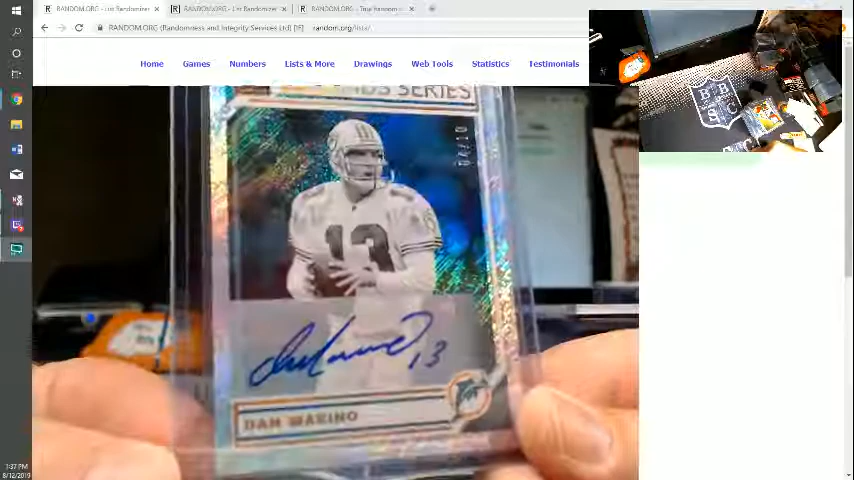 RANDOM.ORG - List Randomizer
RANDOM.ORG - List Randomizer
RANDOM.ORG - True Random
RANDOM.ORG (Randomness and Integrity Services Ltd) [IE]
random.org/lists/
Home
Games
Numbers
Lists & More
Drawings
Web Tools
Statistics
Testimonials
SERIES
13
13
DAN MARINO
B B
S C
1:37 PM
8/12/2019